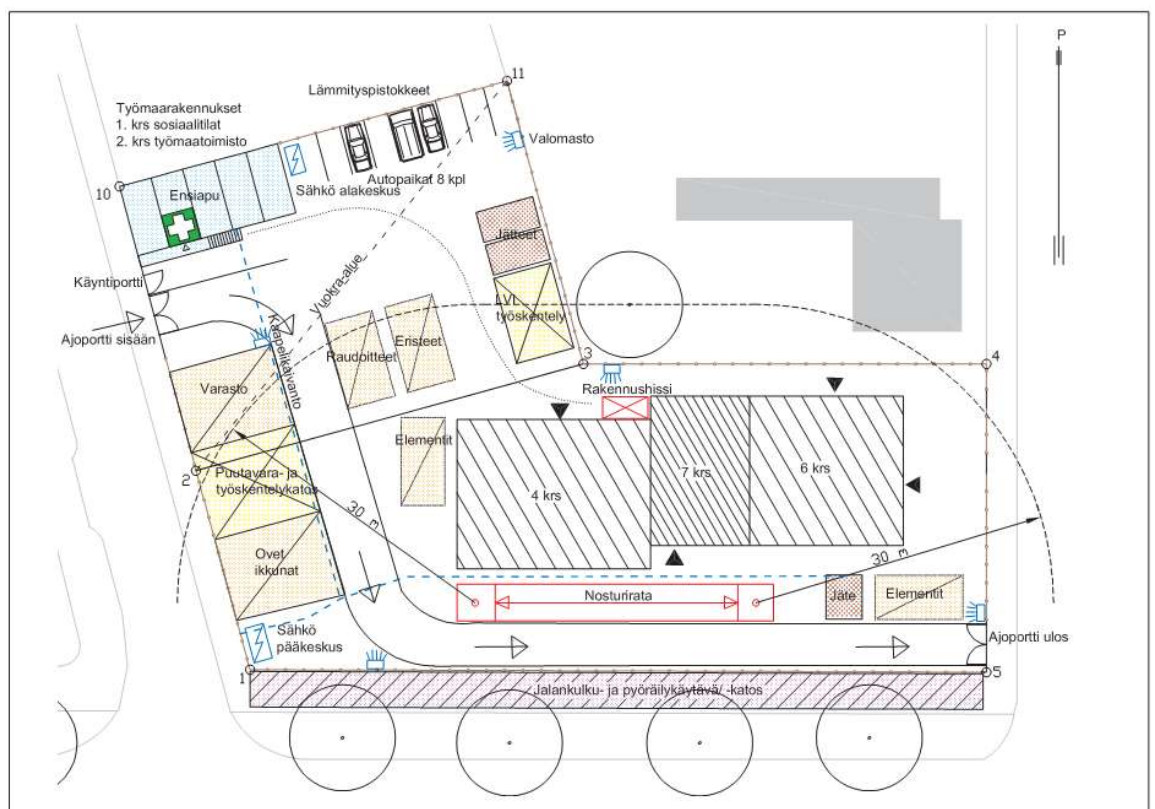 P
11
Lämmityspistokkeet
Työmaarakennukset
1. krs sosiaalitilat
2. krs työmaatoimisto
Valomasto
10
Ensiapu
Sähkö alakeskus
Autopaikat 8 kpl
Jätteet
Käyntiportti
Vuokra-alue
LVI
työskentely
Ajoportti sisään
Kaapelikaivanto
Raudoitteet
Eristeet
3
4
Varasto
Rakennushissi
Elementit
2
Puutavara- ja
työskentelykatos
4 krs
7 krs
6 krs
30 m
30 m
Ovet
ikkunat
Nosturirata
Jäte
Elementit
Sähkö
pääkeskus
Ajoportti ulos
1
5
Jalankulku- ja pyöräilykäytävä/ -katos